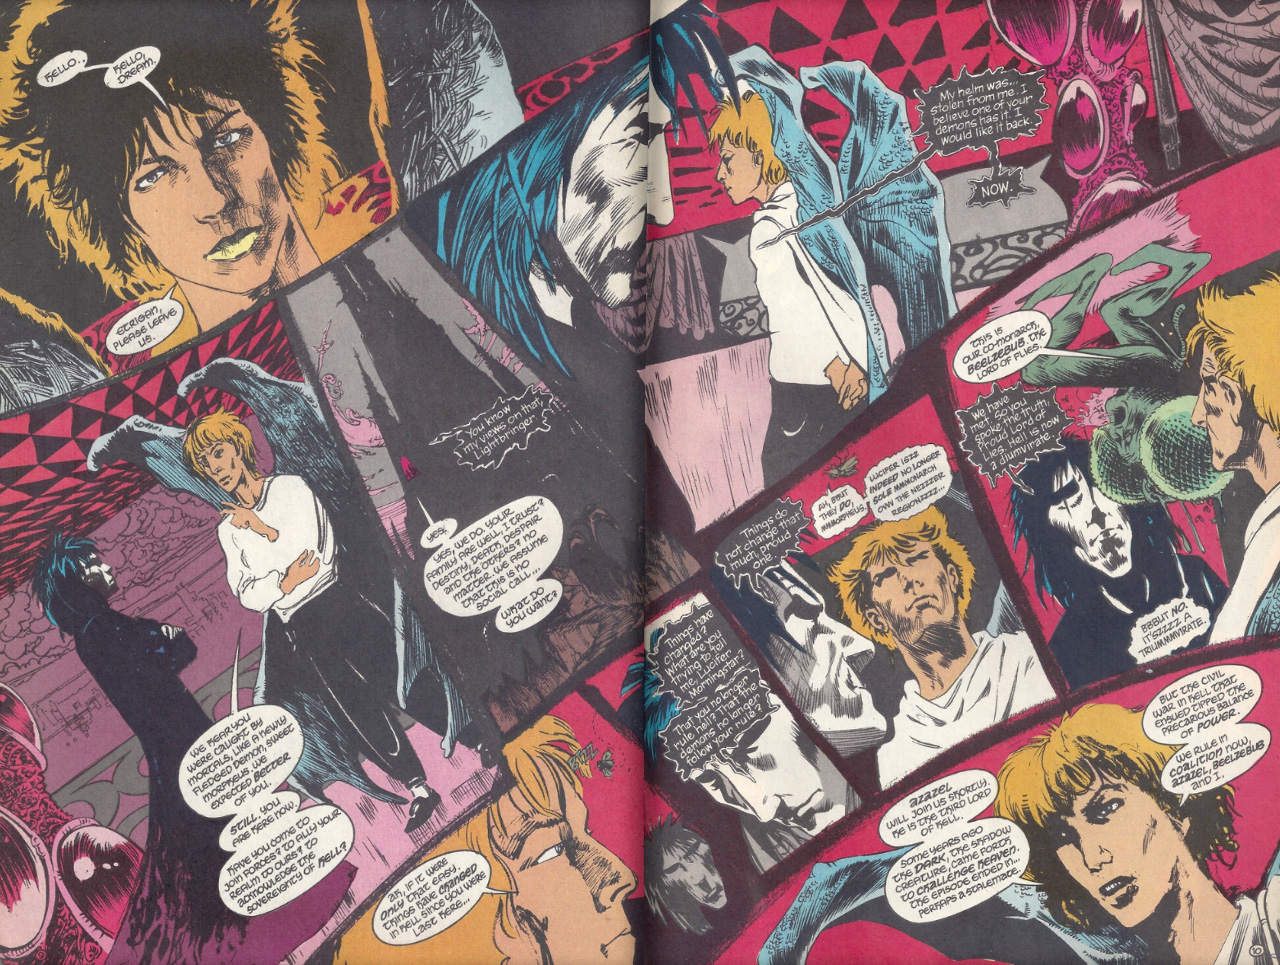 HELLO..
HELLO,
DREAM.
ETRIGAN,
PLEASE LEAVE
US.
WE HEAR YOU
WERE CAUGHT BY
MORTALS, LIKE A NEWLY
FLEDGED DEMON, SWEET
MORPHEUS. WE
EXPECTED BETTER
OF YOU.
STILL. YOU
ARE HERE NOW.
HAVE YOU COME TO
JOIN FORCES? TO ALLY YOUR
REALM TO OURS? TO
ACKNOWLEDGE THE
SOVEREIGNTY OF HELL?
You know
my views on that,
Lightbringer.
YES.
YES, WE DO. YOUR
FAMILY ARE WELL, I TRUST?
DESTINY, DEATH, DESPAIR
AND THE OTHERS? NO
MATTER. WE ASSUME
THAT THIS IS NO
SOCIAL CALL...
WHAT DO
YOU WANT?
My helm was...
stolen from me. I
believe one of your
demons has it. I
would like it back.
NOW.
BZZZ
AH, IF IT WERE
ONLY THAT EASY.
THINGS HAVE CHANGED
IN HELL SINCE YOU WERE
LAST HERE...
Things have
changed?
What are you
trying to tell
me, Lucifer
Morningstar?
That you no longer
rule hell? That the
demons no longer
follow your rule?
Things do
not change that
much, proud
one.
AH, BBUT
THEY DO,
MMMORPHEUS.
LUCIFER ISZZ
INDEED NO LONGER
SOLE MMMONARCH
OVVV THE NEZZZER
REGIONZZZZ.
THIS IS
OUR CO-MONARCH,
BEELZEBUB. THE
LORD OF FLIES.
We have
met. So you
spoke the truth,
proud Lord of
Lies. Hell is now
a diumvirate.
BBBUT NO.
IT'SZZZZ A
TRIUMMMVIRATE.
BUT THE CIVIL
WAR IN HELL THAT
ENSUED TIPPED THE
PRECARIOUS BALANCE
OF POWER.
WE RULE IN
COALITION NOW.
AZAZEL, BEELZEBUB
AND I.
AZAZEL
WILL JOIN US SHORTLY.
HE IS THE THIRD LORD
OF HELL.
SOME YEARS AGO
THE DARK, THE SHADOW
CREATURE, CAME FORTH
TO CHALLENGE HEAVEN.
THE EPISODE ENDED IN...
PERHAPS A STALEMATE.
10